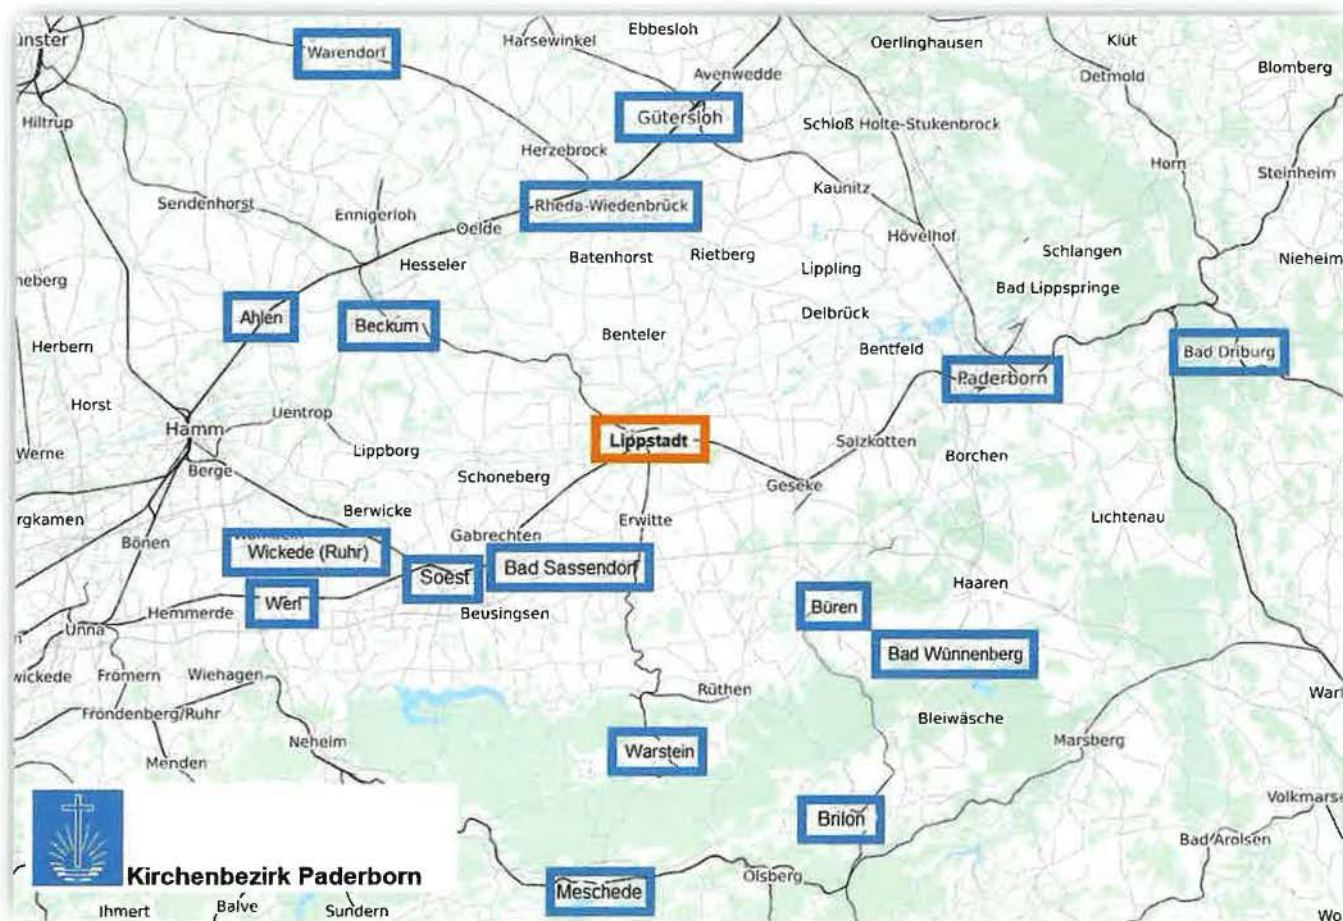 Ebbesloh
Harsewinkel
Oerlinghausen
Klüt
Warendorf
Avenwedde
Detmold
Blomberg
Hiltrup
Gütersloh
Schloß Holte-Stukenbrock
Herzebrock
Horn
Steinheim
Sendenhorst
Ennigerloh
Rheda-Wiedenbrück
Kaunitz
Oelde
Hövelhof
Hesseler
Batenhorst
Rietberg
Lippling
Schlangen
Nieheim
Bad Lippspringe
Ahlen
Beckum
Delbrück
Herbern
Benteler
Bentfeld
Bad Driburg
Paderborn
Horst
Uentrop
Hamm
Lippstadt
Salzkotten
Werne
Lippborg
Borchen
Berge
Schoneberg
Geseke
Berwicke
Erwitte
Lichtenau
Bönen
Gabrechten
Wickede (Ruhr)
Soest
Bad Sassendorf
Haaren
Werl
Hemmerde
Beusingsen
Büren
Unna
Bad Wünnenberg
Frömern
Wiehagen
Rüthen
Fröndenberg/Ruhr
Bleiwäsche
Neheim
Warstein
Marsberg
Menden
Brilon
Volkmarse
Bad Arolsen
Kirchenbezirk Paderborn
Meschede
Olsberg
Ihmert
Balve
Sundern